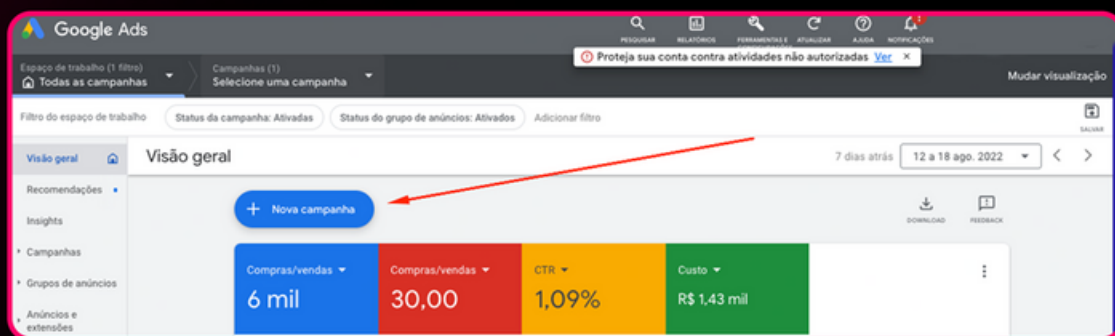 Google Ads
PESQUISAR
RELATÓRIOS
FERRAMENTAS E
CONFIGURAÇÕES
ATUALIZAR
AJUDA
NOTIFICAÇÕES
Proteja sua conta contra atividades não autorizadas Ver ×
Espaço de trabalho (1 filtro)
Todas as campanhas
Campanhas (1)
Selecione uma campanha
Mudar visualização
Filtro do espaço de trabalho
Status da campanha: Ativadas
Status do grupo de anúncios: Ativados
Adicionar filtro
SALVAR
Visão geral
Recomendações
Insights
Campanhas
Grupos de anúncios
Anúncios e
extensões
Visão geral
7 dias atrás
12 a 18 ago. 2022
+ Nova campanha
DOWNLOAD
FEEDBACK
Compras/vendas
6 mil
Compras/vendas
30,00
CTR
1,09%
Custo
R$ 1,43 mil